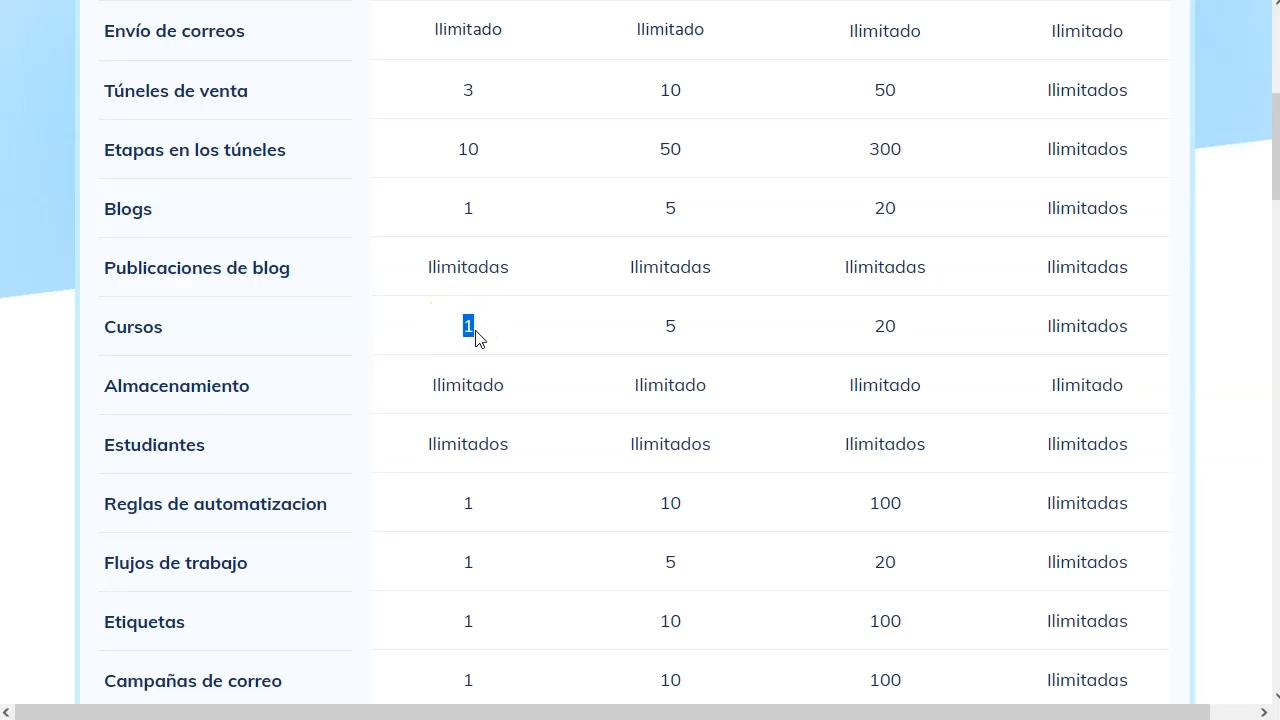 Envío de correos Ilimitado Ilimitado Ilimitado Ilimitado
Túneles de venta 3 10 50 Ilimitados
Etapas en los túneles 10 50 300 Ilimitados
Blogs 1 5 20 Ilimitados
Publicaciones de blog Ilimitadas Ilimitadas Ilimitadas Ilimitadas
Cursos 1 5 20 Ilimitados
Almacenamiento Ilimitado Ilimitado Ilimitado Ilimitado
Estudiantes Ilimitados Ilimitados Ilimitados Ilimitados
Reglas de automatizacion 1 10 100 Ilimitadas
Flujos de trabajo 1 5 20 Ilimitados
Etiquetas 1 10 100 Ilimitadas
Campañas de correo 1 10 100 Ilimitadas